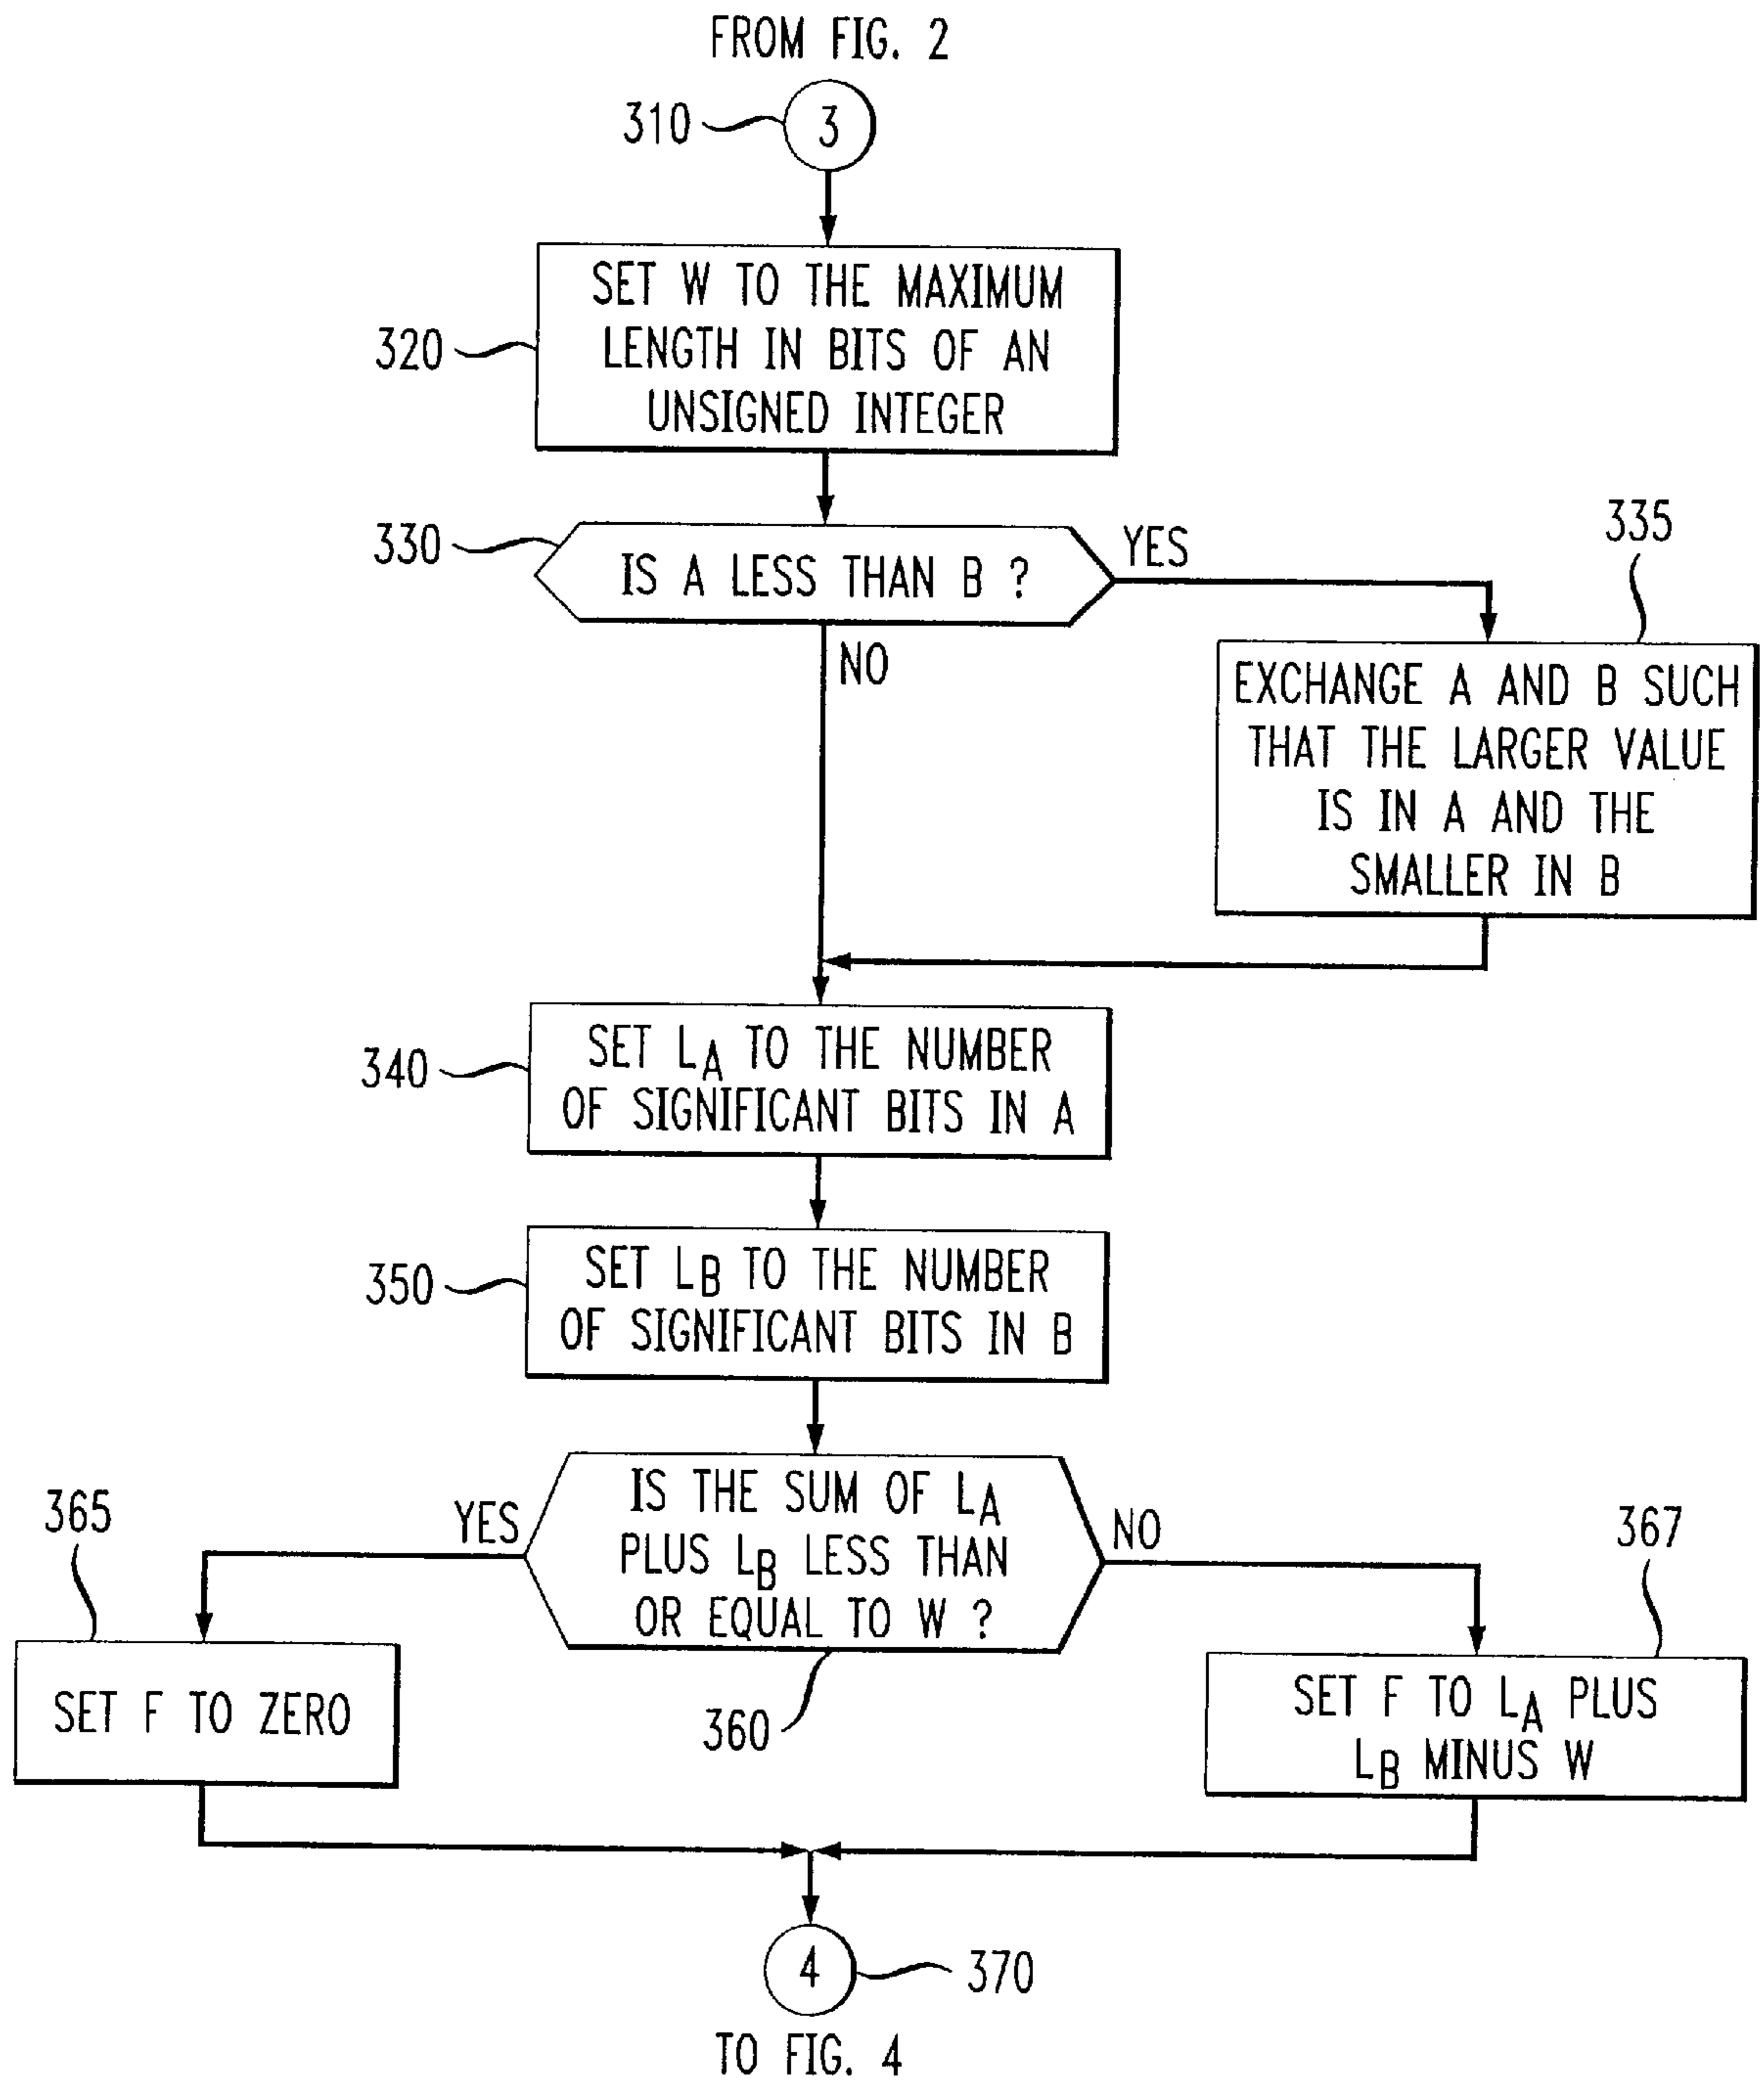 FROM FIG. 2
310
3
SET W TO THE MAXIMUM
LENGTH IN BITS OF AN
UNSIGNED INTEGER
320
330
IS A LESS THAN B ?
YES
NO
335
EXCHANGE A AND B SUCH
THAT THE LARGER VALUE
IS IN A AND THE
SMALLER IN B
SET LA TO THE NUMBER
OF SIGNIFICANT BITS IN A
340
SET LB TO THE NUMBER
OF SIGNIFICANT BITS IN B
350
IS THE SUM OF LA
PLUS LB LESS THAN
OR EQUAL TO W ?
360
YES
NO
365
SET F TO ZERO
367
SET F TO LA PLUS
LB MINUS W
4
370
TO FIG. 4